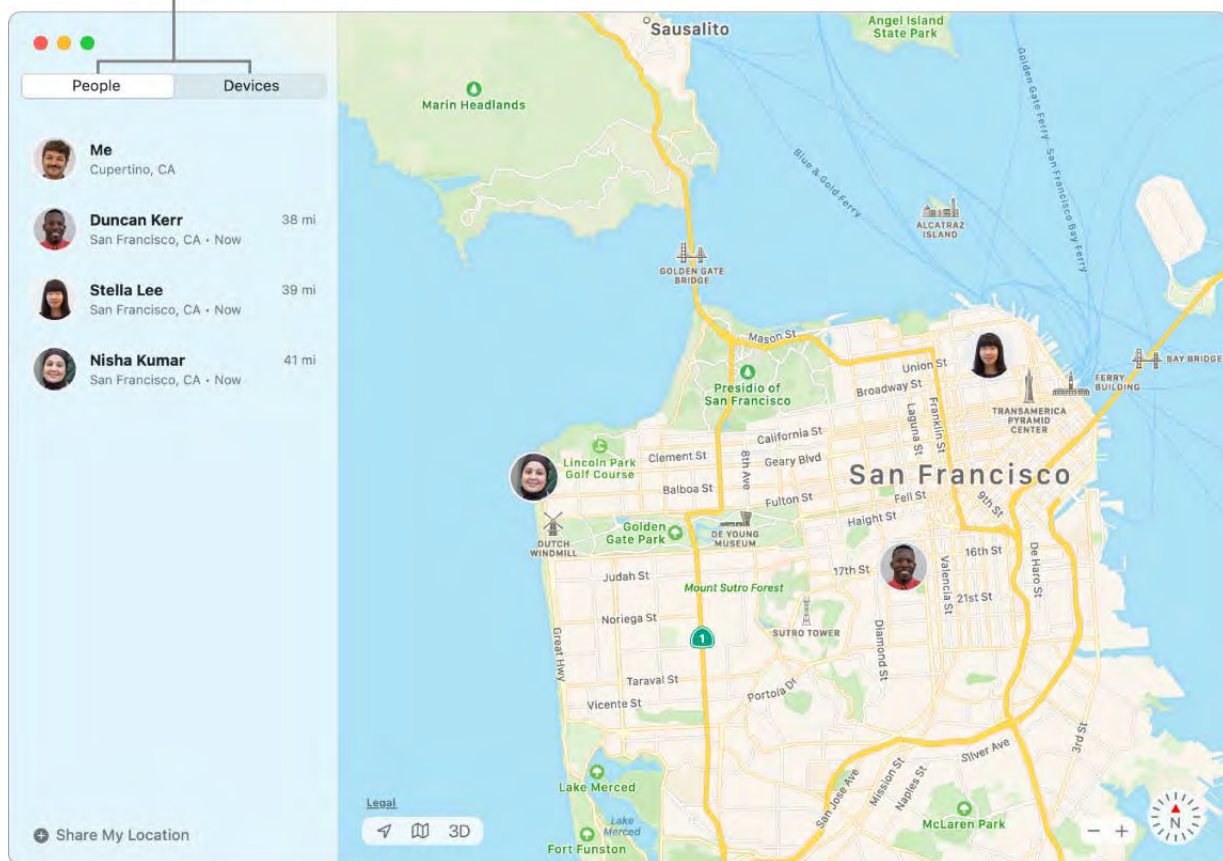 People
Devices
Me
Cupertino, CA
Duncan Kerr
38 mi
San Francisco, CA • Now
Stella Lee
39 mi
San Francisco, CA • Now
Nisha Kumar
41 mi
San Francisco, CA • Now
Share My Location
Sausalito
Angel Island
State Park
Marin Headlands
Golden Gate Ferry
San Francisco Bay Ferry
Blue & Gold Ferry
ALCATRAZ
ISLAND
GOLDEN GATE
BRIDGE
Mason St
Union St
BAY BRIDGE
Presidio of
San Francisco
Broadway St
FERRY
BUILDING
Laguna St
Franklin St
TRANSAMERICA
PYRAMID
CENTER
California St
Lincoln Park
Golf Course
Clement St
8th Ave
Geary Blvd
San Francisco
Balboa St
Fulton St
Fell St
9th St
DUTCH
WINDMILL
Golden
Gate Park
DE YOUNG
MUSEUM
Haight St
16th St
De Haro St
Judah St
17th St
Valencia St
Mount Sutro Forest
21st St
Noriega St
SUTRO TOWER
Diamond St
1
Great Hwy
Taraval St
Portola Dr
Vicente St
3rd St
Silver Ave
San Jose Ave
Mission St
Naples St
Lake Merced
McLaren Park
Lake
Merced
Fort Funston
Legal
3D
− +
N